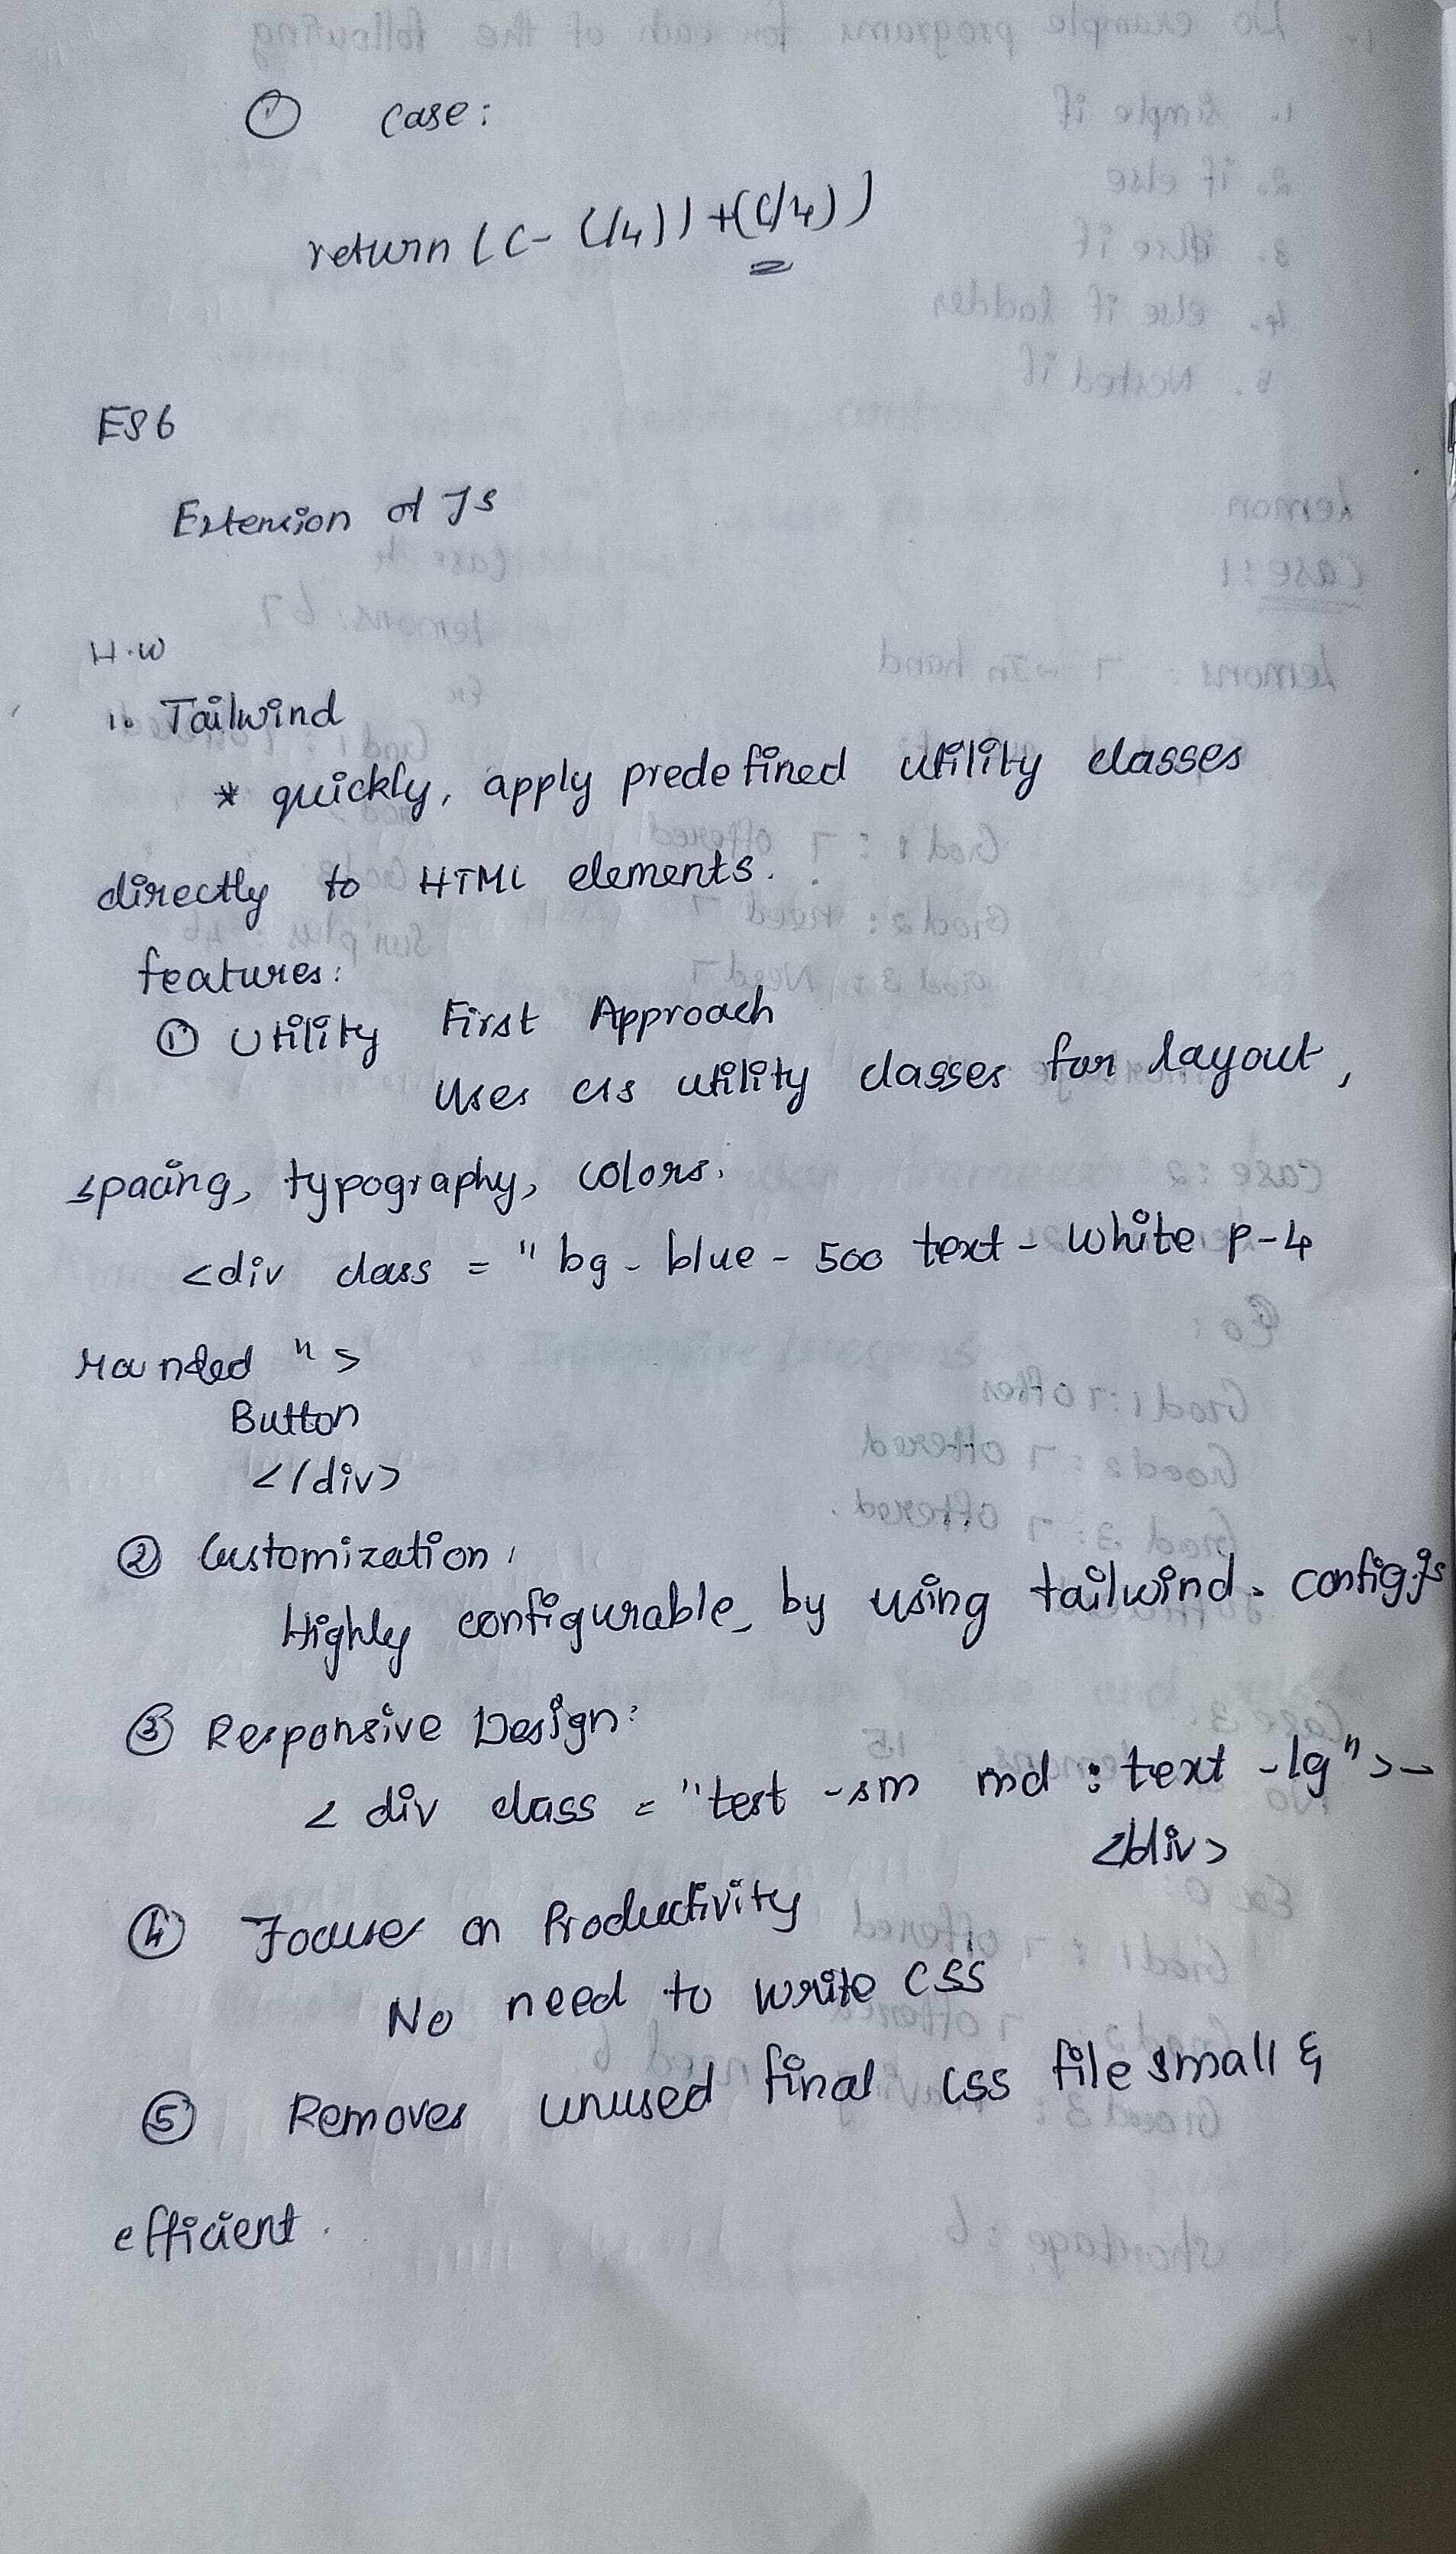 ① Case:
return (C- (/4)) +(C/4))
ES6
Extension of JS
H.W
1. Tailwind
* quickly, apply predefined utility classes
directly to HTML elements.
features:
① Utility First Approach
Uses css utility classes for layout,
spacing, typography, colors.
<div class = " bg - blue - 500 text - white p-4
rounded ">
Button
</div>
② Customization:
Highly configurable by using tailwind. config.js
③ Responsive Design:
< div class = "test -sm md : text -lg">-
</div>
④ Focuses on Productivity
No need to write CSS
⑤ Removes unused final CSS file small &
efficient.